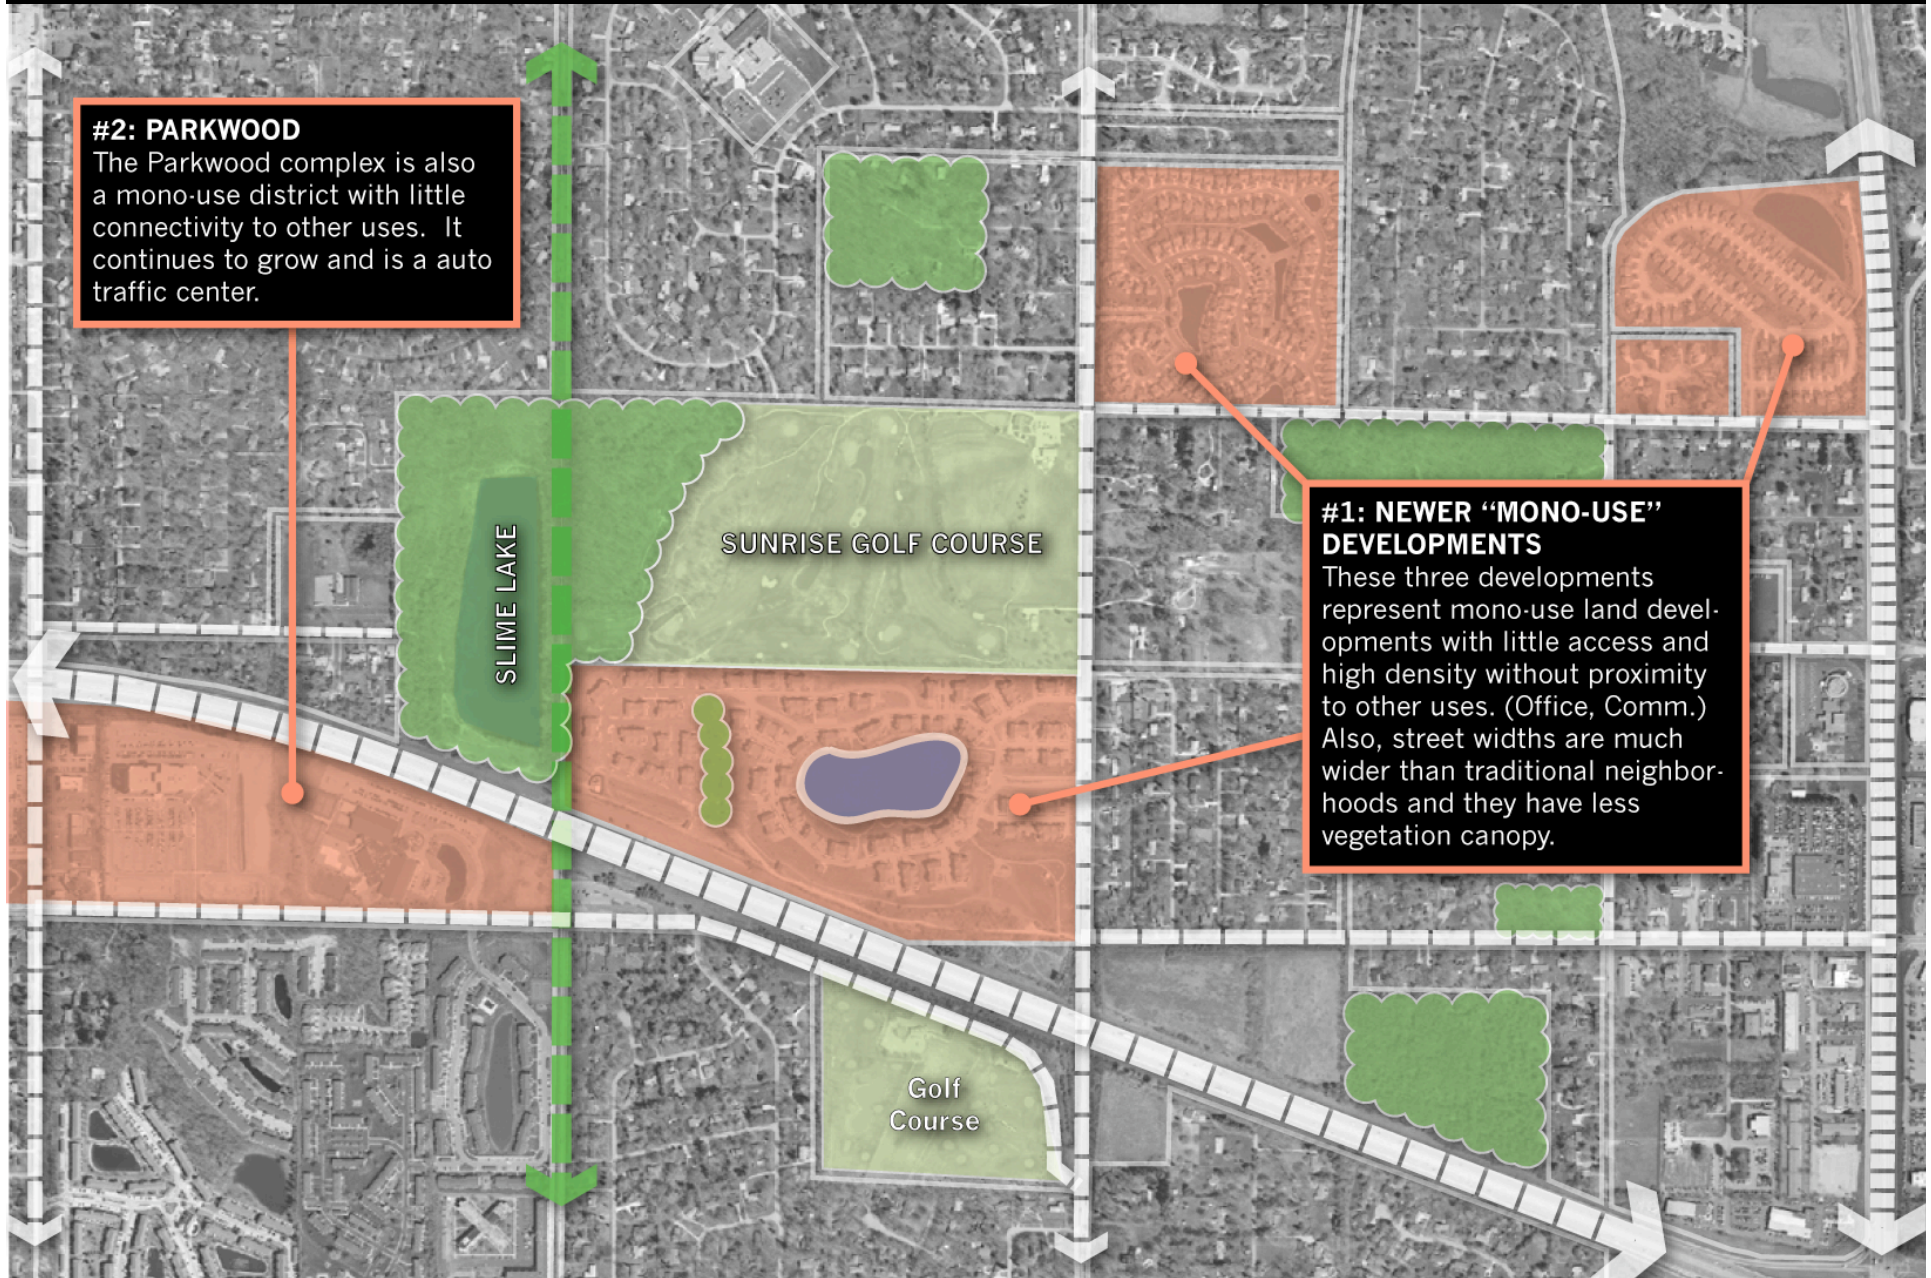 #2: PARKWOOD
The Parkwood complex is also
a mono-use district with little
connectivity to other uses.  It
continues to grow and is a auto
traffic center.
SLIME LAKE
SUNRISE GOLF COURSE
#1: NEWER “MONO-USE”
DEVELOPMENTS
These three developments
represent mono-use land devel-
opments with little access and
high density without proximity
to other uses. (Office, Comm.)
Also, street widths are much
wider than traditional neighbor-
hoods and they have less
vegetation canopy.
Golf
Course